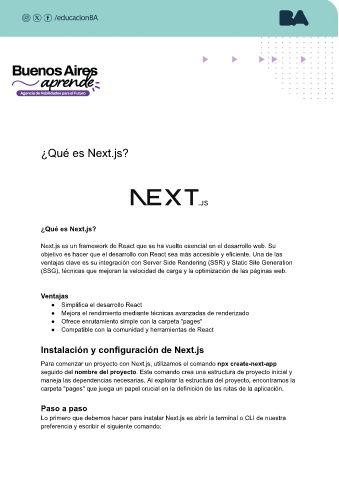 /educacionBA
BA
Buenos Aires
aprende
Agencia de Habilidades para el Futuro
¿Qué es Next.js?
NEXT.JS
¿Qué es Next.js?
Next.js es un framework de React que se ha vuelto esencial en el desarrollo web. Su
objetivo es hacer que el desarrollo con React sea más accesible y eficiente. Una de las
ventajas clave es su integración con Server Side Rendering (SSR) y Static Site Generation
(SSG), técnicas que mejoran la velocidad de carga y la optimización de las páginas web.
Ventajas
● Simplifica el desarrollo React
● Mejora el rendimiento mediante técnicas avanzadas de renderizado
● Ofrece enrutamiento simple con la carpeta "pages"
● Compatible con la comunidad y herramientas de React
Instalación y configuración de Next.js
Para comenzar un proyecto con Next.js, utilizamos el comando npx create-next-app
seguido del nombre del proyecto. Este comando crea una estructura de proyecto inicial y
maneja las dependencias necesarias. Al explorar la estructura del proyecto, encontramos la
carpeta "pages" que juega un papel crucial en la definición de las rutas de la aplicación.
Paso a paso
Lo primero que debemos hacer para instalar Next.js es abrir la terminal o CLI de nuestra
preferencia y escribir el siguiente comando: